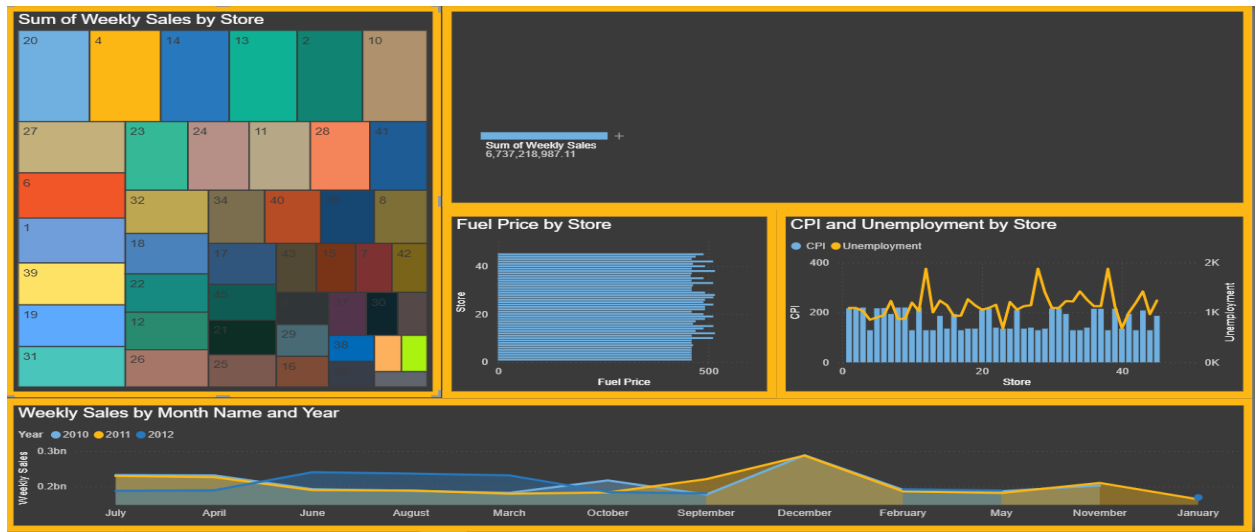 Sum of Weekly Sales by Store
20 4 14 13 2 10
27 23 24 11 28 41
6
32 34 40 8
1
18 17 43 15 7 42
39
22
19 30
12 21 29 38
31 26 25 16
Sum of Weekly Sales
6,737,218,987.11
Fuel Price by Store
40
20
0
Store
0 500
Fuel Price
CPI and Unemployment by Store
CPI Unemployment
400 2K
200 1K
0 0K
CPI
Unemployment
0 20 40
Store
Weekly Sales by Month Name and Year
Year 2010 2011 2012
0.3bn
0.2bn
Weekly Sales
July April June August March October September December February May November January